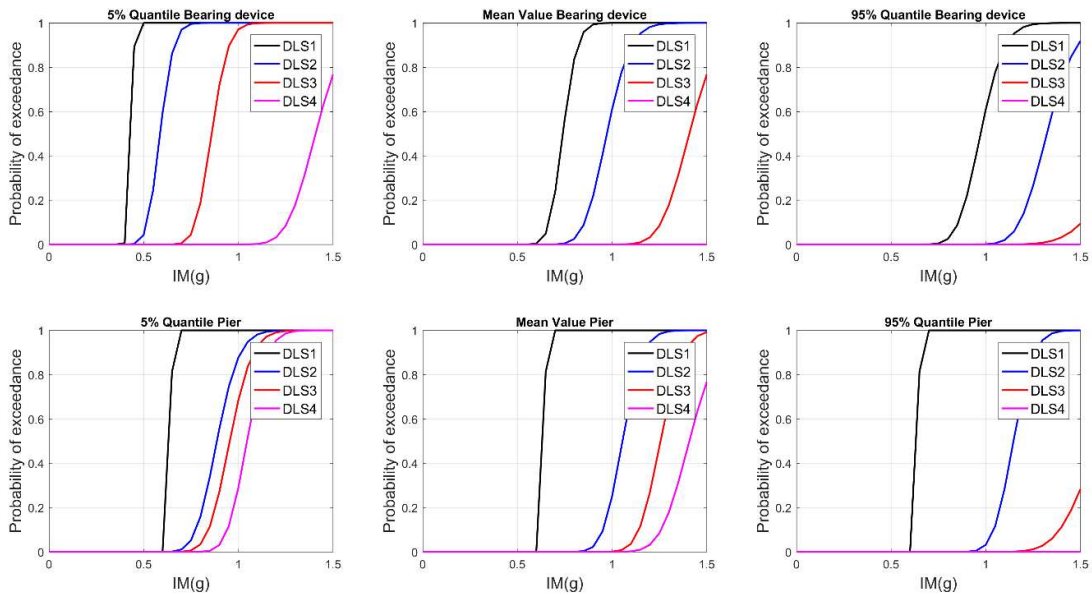 5% Quantile Bearing device
Probability of exceedance
1
0.8
0.6
0.4
0.2
0
0
0.5
1
1.5
IM(g)
DLS1
DLS2
DLS3
DLS4
Mean Value Bearing device
Probability of exceedance
1
0.8
0.6
0.4
0.2
0
0
0.5
1
1.5
IM(g)
DLS1
DLS2
DLS3
DLS4
95% Quantile Bearing device
Probability of exceedance
1
0.8
0.6
0.4
0.2
0
0
0.5
1
1.5
IM(g)
DLS1
DLS2
DLS3
DLS4
5% Quantile Pier
Probability of exceedance
1
0.8
0.6
0.4
0.2
0
0
0.5
1
1.5
IM(g)
DLS1
DLS2
DLS3
DLS4
Mean Value Pier
Probability of exceedance
1
0.8
0.6
0.4
0.2
0
0
0.5
1
1.5
IM(g)
DLS1
DLS2
DLS3
DLS4
95% Quantile Pier
Probability of exceedance
1
0.8
0.6
0.4
0.2
0
0
0.5
1
1.5
IM(g)
DLS1
DLS2
DLS3
DLS4